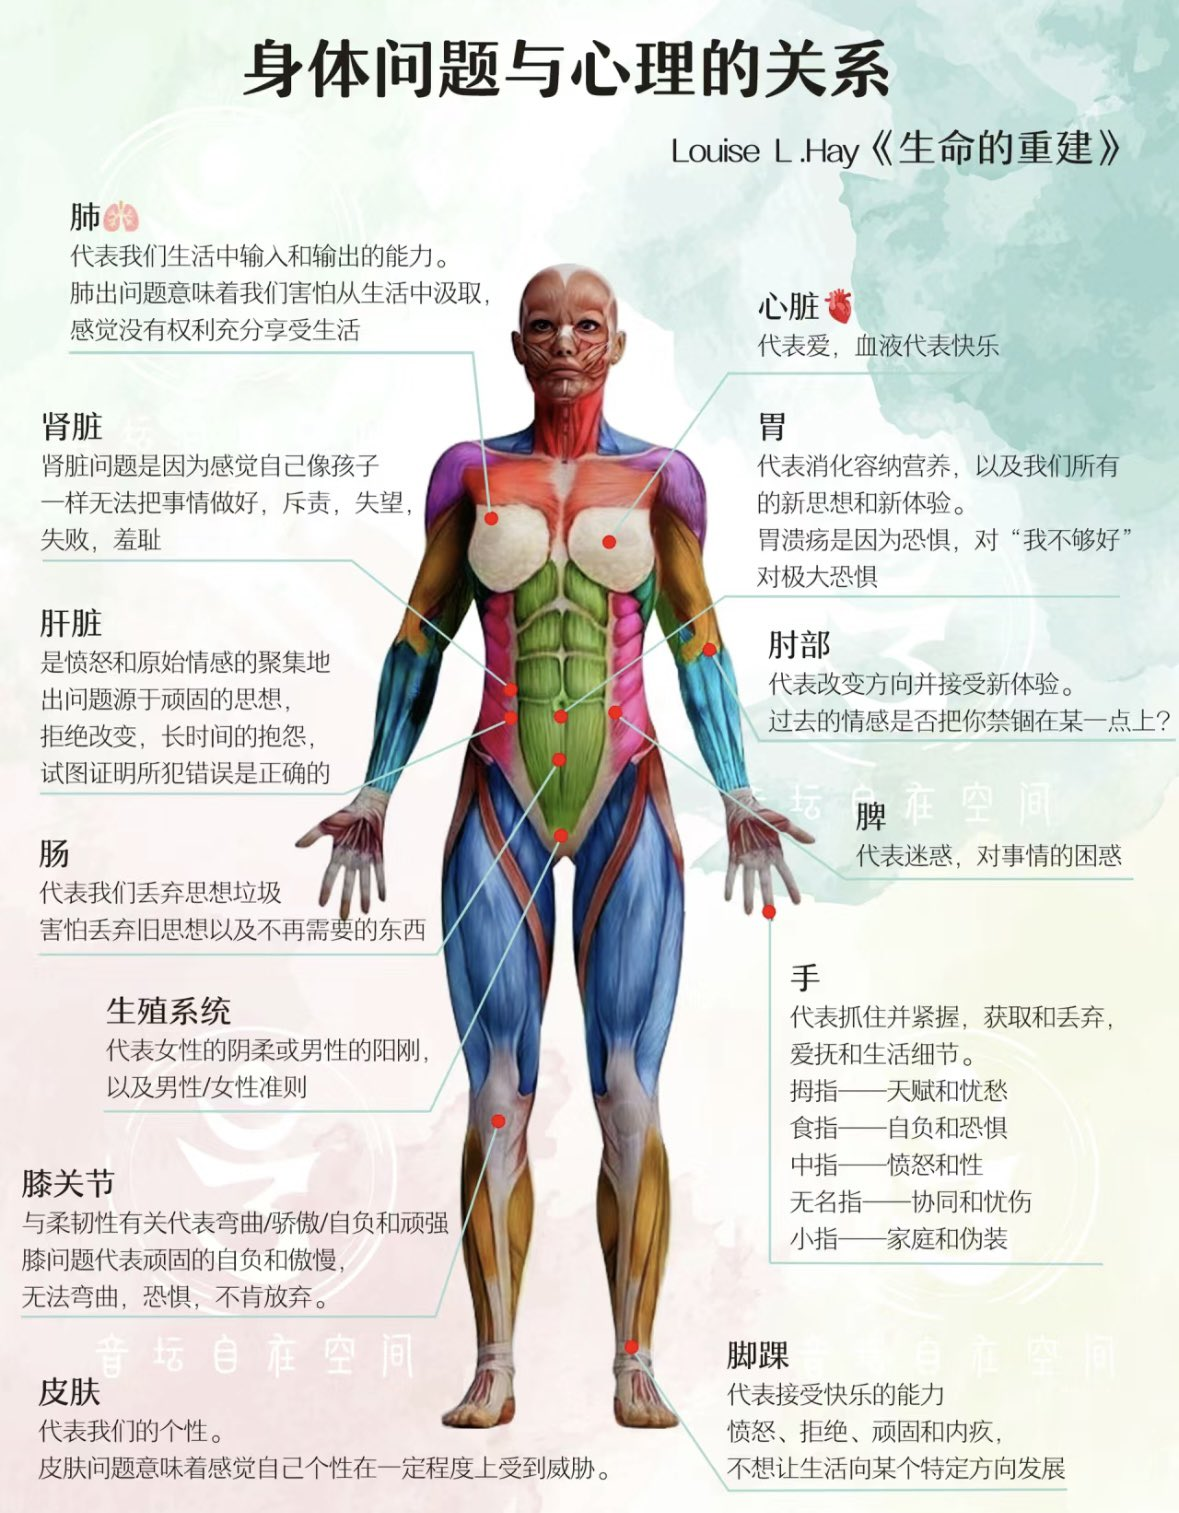 身体问题与心理的关系
Louise L .Hay《生命的重建》
肺
代表我们生活中输入和输出的能力。
肺出问题意味着我们害怕从生活中汲取，
感觉没有权利充分享受生活
心脏
代表爱，血液代表快乐
肾脏
肾脏问题是因为感觉自己像孩子
一样无法把事情做好，斥责，失望，
失败，羞耻
胃
代表消化容纳营养，以及我们所有
的新思想和新体验。
胃溃疡是因为恐惧，对“我不够好”
对极大恐惧
肝脏
是愤怒和原始情感的聚集地
出问题源于顽固的思想，
拒绝改变，长时间的抱怨，
试图证明所犯错误是正确的
肘部
代表改变方向并接受新体验。
过去的情感是否把你禁锢在某一点上？
脾
代表迷惑，对事情的困惑
肠
代表我们丢弃思想垃圾
害怕丢弃旧思想以及不再需要的东西
手
代表抓住并紧握，获取和丢弃，
爱抚和生活细节。
拇指——天赋和忧愁
食指——自负和恐惧
中指——愤怒和性
无名指——协同和忧伤
小指——家庭和伪装
生殖系统
代表女性的阴柔或男性的阳刚，
以及男性/女性准则
膝关节
与柔韧性有关代表弯曲/骄傲/自负和顽强
膝问题代表顽固的自负和傲慢，
无法弯曲，恐惧，不肯放弃。
脚踝
代表接受快乐的能力
愤怒、拒绝、顽固和内疚，
不想让生活向某个特定方向发展
皮肤
代表我们的个性。
皮肤问题意味着感觉自己个性在一定程度上受到威胁。
音坛自在空间
音坛自在空间
音坛自在空间